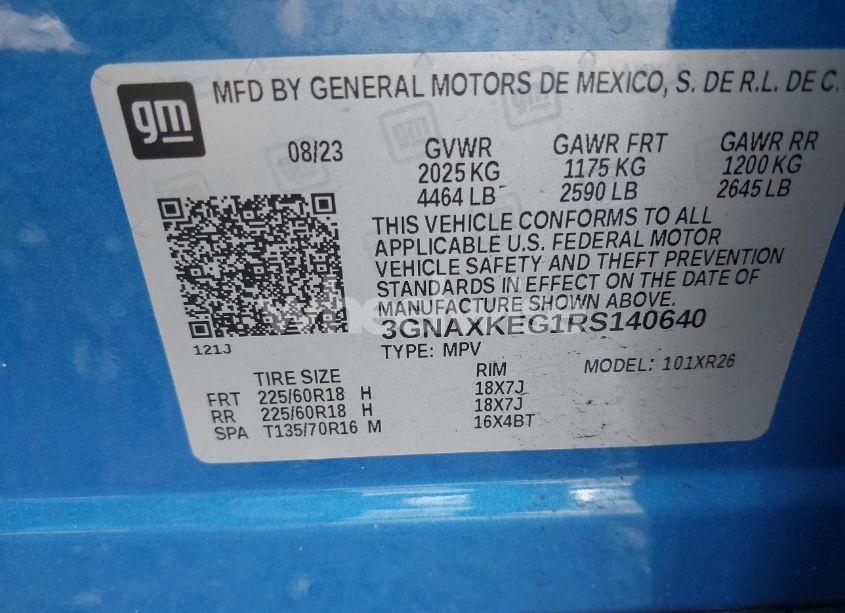 gm
MFD BY GENERAL MOTORS DE MEXICO, S. DE R.L. DE C.
08/23
GVWR GAWR FRT GAWR RR
2025 KG 1175 KG 1200 KG
4464 LB 2590 LB 2645 LB
THIS VEHICLE CONFORMS TO ALL
APPLICABLE U.S. FEDERAL MOTOR
VEHICLE SAFETY AND THEFT PREVENTION
STANDARDS IN EFFECT ON THE DATE OF
MANUFACTURE SHOWN ABOVE.
3GNAXKEG1RS140640
121J
TYPE: MPV
MODEL: 101XR26
TIRE SIZE RIM
FRT 225/60R18 H 18X7J
RR 225/60R18 H 18X7J
SPA T135/70R16 M 16X4BT